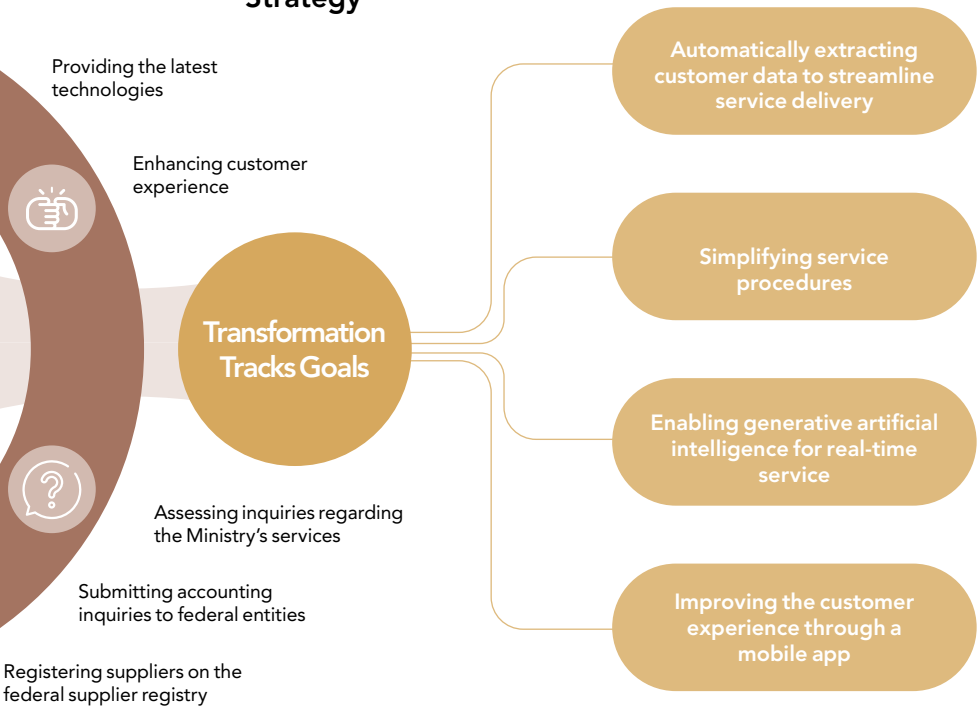 Strategy
Providing the latest
technologies
Enhancing customer
experience
Transformation
Tracks Goals
Assessing inquiries regarding
the Ministry’s services
Submitting accounting
inquiries to federal entities
Registering suppliers on the
federal supplier registry
Automatically extracting
customer data to streamline
service delivery
Simplifying service
procedures
Enabling generative artificial
intelligence for real-time
service
Improving the customer
experience through a
mobile app